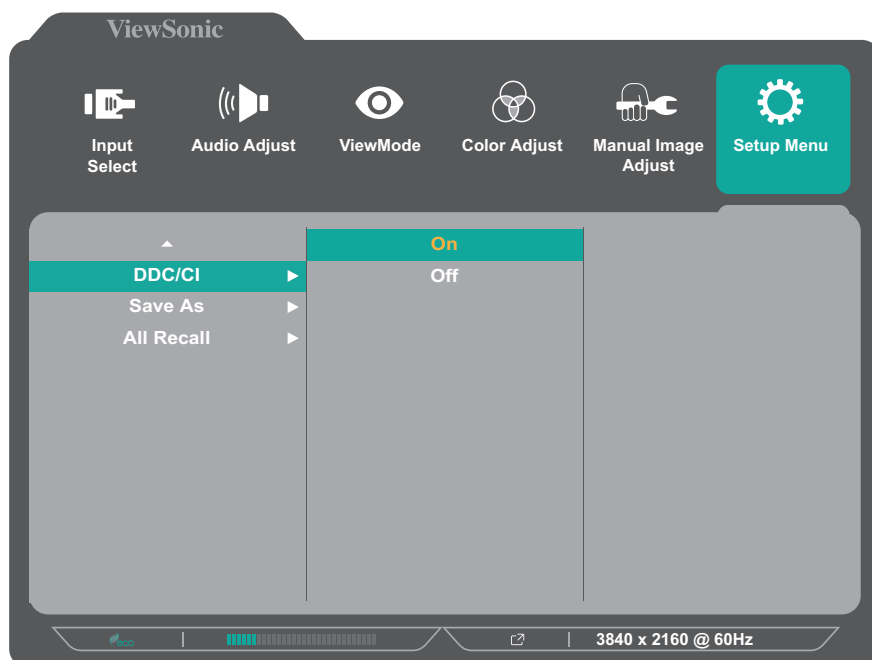 ViewSonic
Input Select
Audio Adjust
ViewMode
Color Adjust
Manual Image Adjust
Setup Menu
On
DDC/CI
Off
Save As
All Recall
eco
3840 x 2160 @ 60Hz